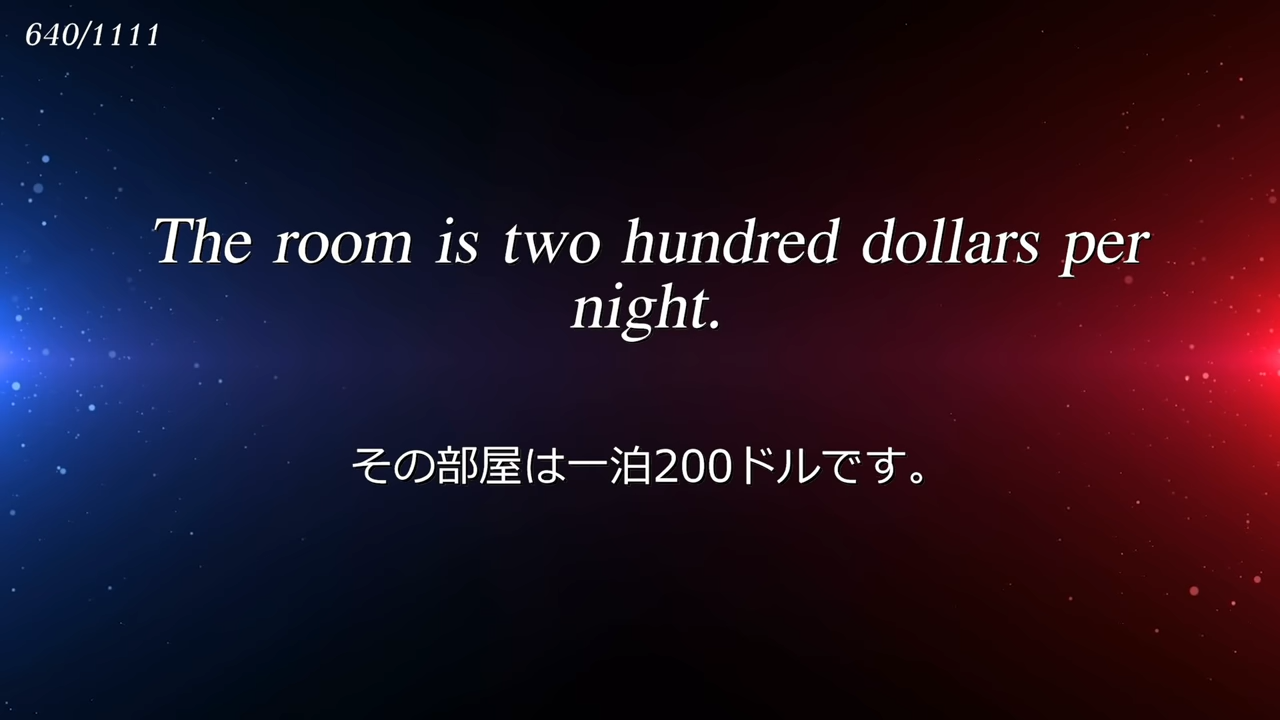 640/1111
The room is two hundred dollars per
night.
その部屋は一泊200ドルです。